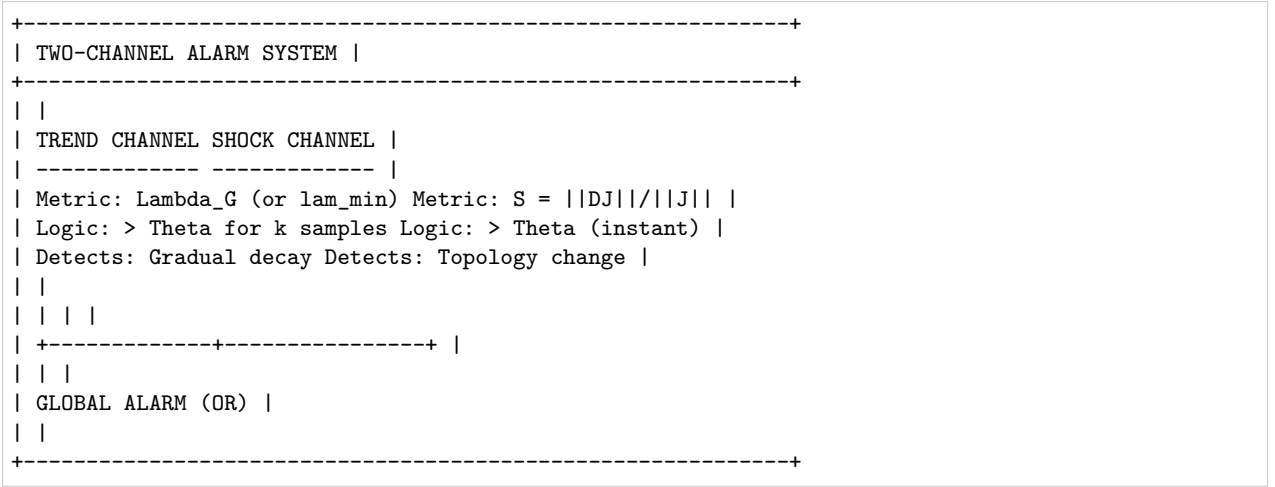 +-----------------------------------------------------------+
| TWO-CHANNEL ALARM SYSTEM |
+-----------------------------------------------------------+
| |
| TREND CHANNEL SHOCK CHANNEL |
| ------------- ------------- |
| Metric: Lambda_G (or lam_min) Metric: S = ||DJ||/||J|| |
| Logic: > Theta for k samples Logic: > Theta (instant) |
| Detects: Gradual decay Detects: Topology change |
| |
| | | |
| +-------------+----------------+ |
| | |
| GLOBAL ALARM (OR) |
| |
+-----------------------------------------------------------+